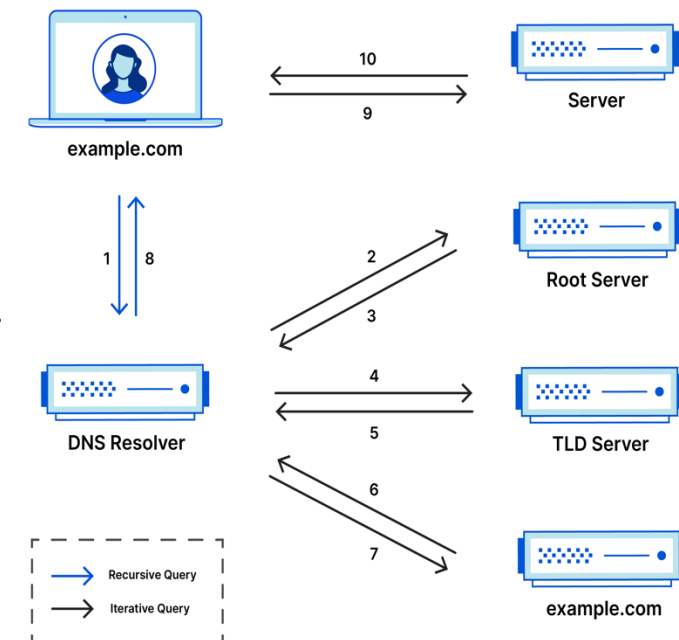 10
Server
9
example.com
1
8
2
Root Server
3
4
DNS Resolver
TLD Server
5
6
7
Recursive Query
Iterative Query
example.com